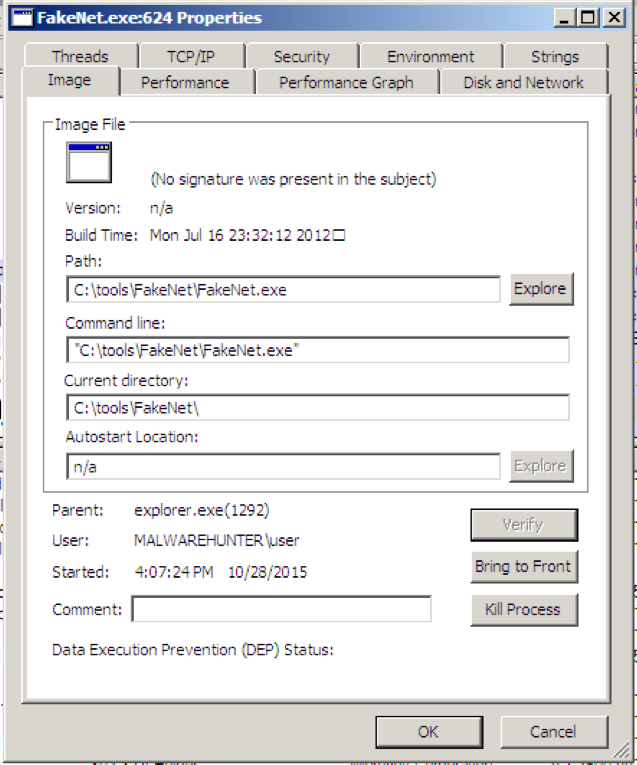 FakeNet.exe:624 Properties
Threads TCP/IP Security Environment Strings
Image Performance Performance Graph Disk and Network
Image File
(No signature was present in the subject)
Version: n/a
Build Time: Mon Jul 16 23:32:12 2012
Path:
C:\tools\FakeNet\FakeNet.exe Explore
Command line:
"C:\tools\FakeNet\FakeNet.exe"
Current directory:
C:\tools\FakeNet\
Autostart Location:
n/a Explore
Parent: explorer.exe(1292)
Verify
User: MALWAREHUNTER\user
Bring to Front
Started: 4:07:24 PM 10/28/2015
Comment: Kill Process
Data Execution Prevention (DEP) Status:
OK Cancel